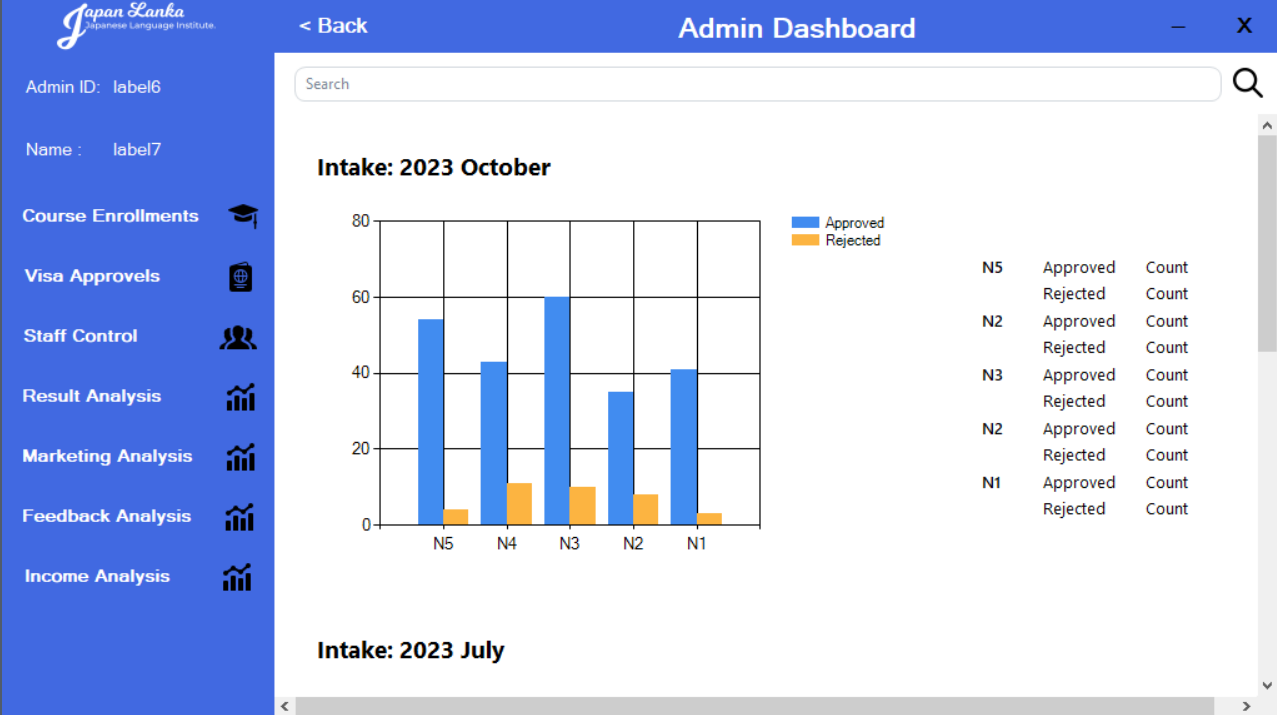 Japan Lanka
Japanese Language Institute.
< Back
Admin Dashboard
X
Admin ID: label6
Name : label7
Course Enrollments
Visa Approvels
Staff Control
Result Analysis
Marketing Analysis
Feedback Analysis
Income Analysis
Search
Intake: 2023 October
80
60
40
20
0
N5 N4 N3 N2 N1
Approved
Rejected
N5 Approved Count
Rejected Count
N2 Approved Count
Rejected Count
N3 Approved Count
Rejected Count
N2 Approved Count
Rejected Count
N1 Approved Count
Rejected Count
Intake: 2023 July